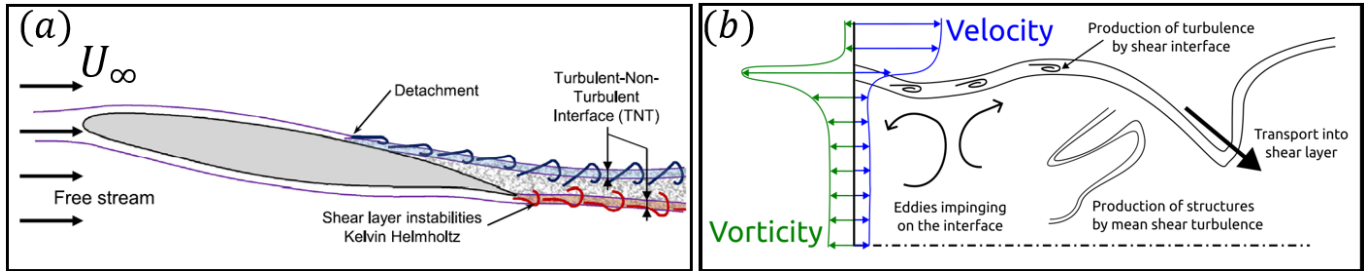 (a)
U∞
Detachment
Turbulent-Non-
Turbulent
Interface (TNT)
Free stream
Shear layer instabilities
Kelvin Helmholtz
(b)
Velocity
Production of turbulence
by shear interface
Transport into
shear layer
Eddies impinging
on the interface
Production of structures
by mean shear turbulence
Vorticity